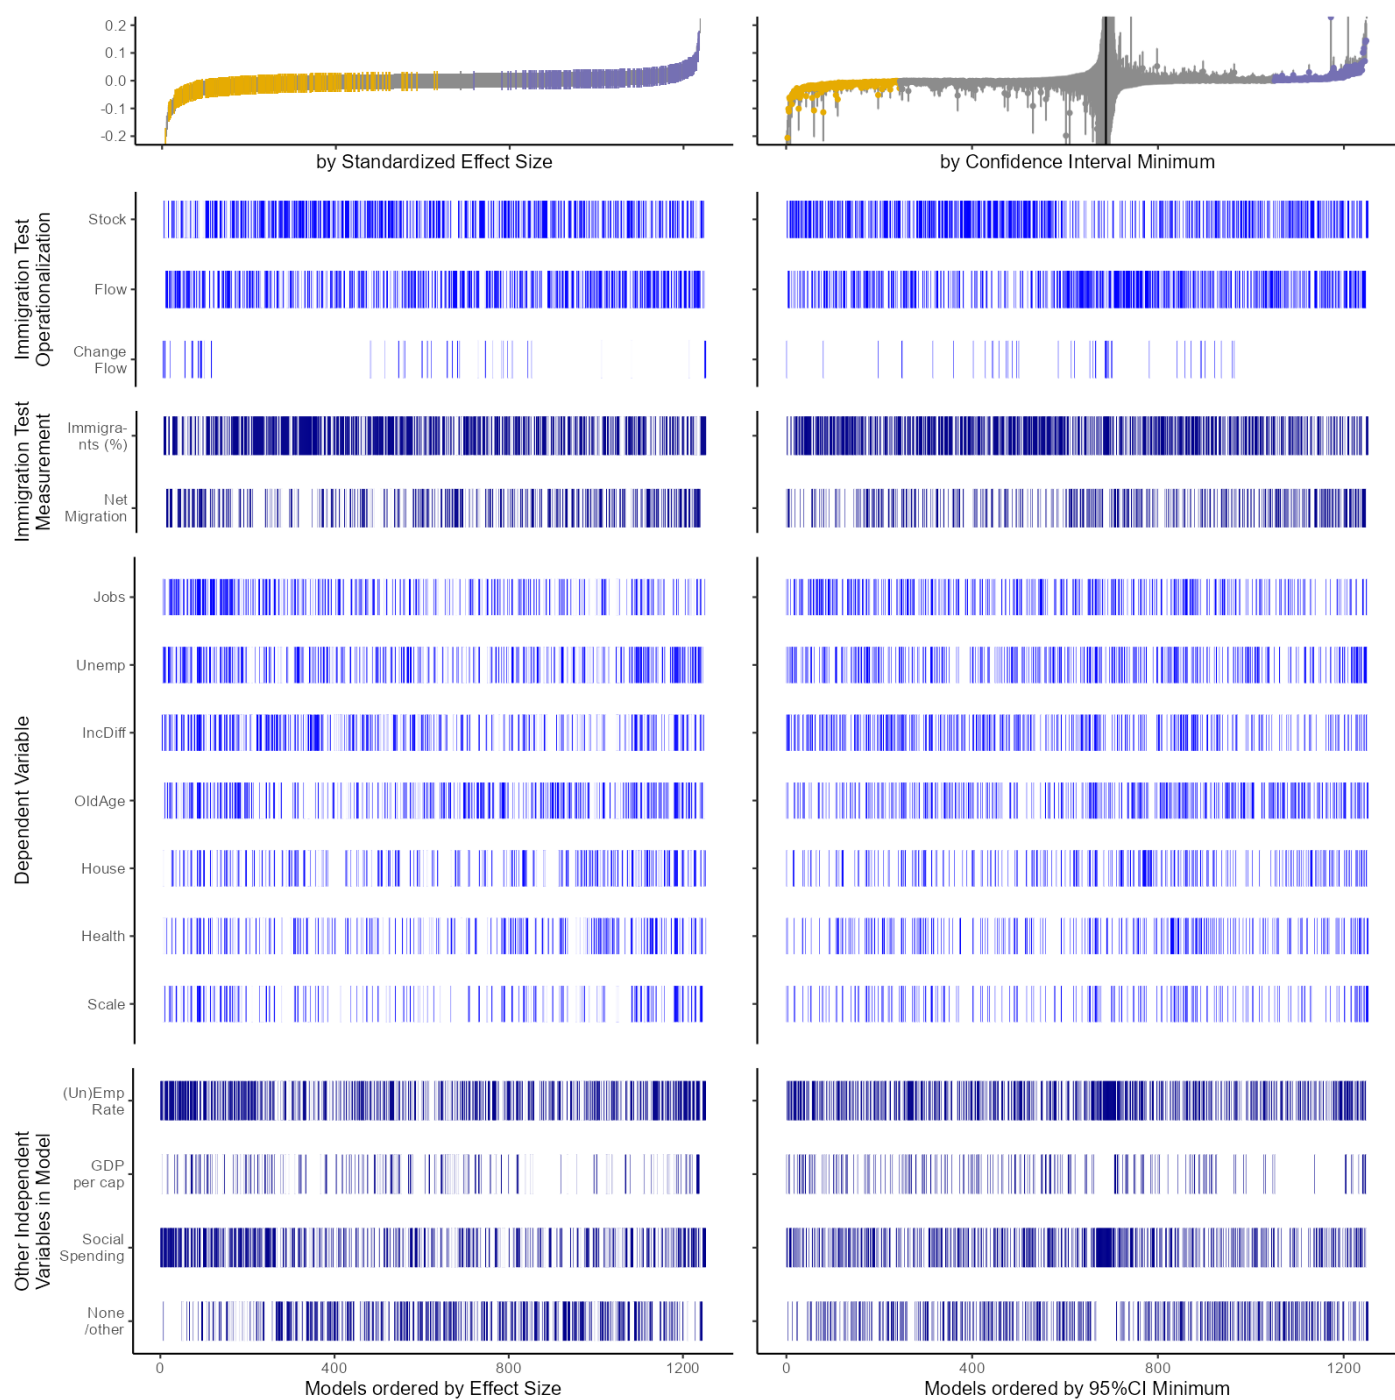 0.2
0.1
0.0
-0.1
-0.2
by Standardized Effect Size
by Confidence Interval Minimum
Immigration Test
Operationalization
Stock
Flow
Change
Flow
Immigration Test
Measurement
Immigra-
nts (%)
Net
Migration
Dependent Variable
Jobs
Unemp
IncDiff
OldAge
House
Health
Scale
Other Independent
Variables in Model
(Un)Emp
Rate
GDP
per cap
Social
Spending
None
/other
0 400 800 1200
0 400 800 1200
Models ordered by Effect Size
Models ordered by 95%CI Minimum